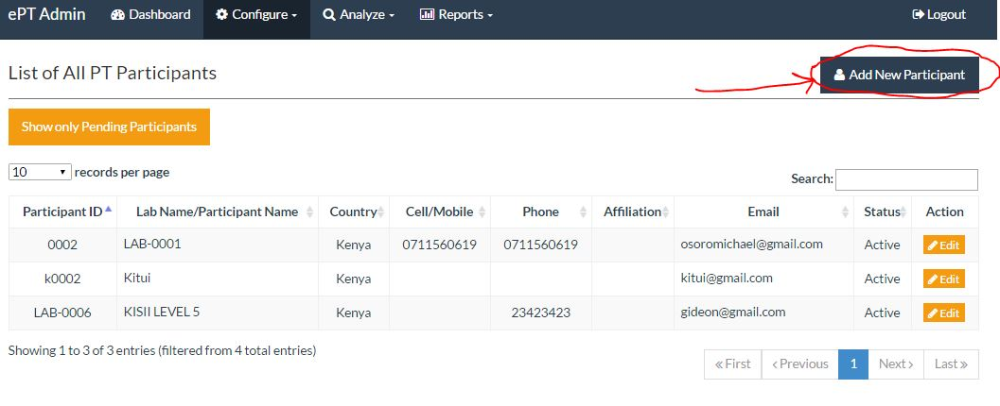 ePT Admin Dashboard Configure Analyze Reports Logout
List of All PT Participants Add New Participant
Show only Pending Participants
10 records per page
Search:
Participant ID Lab Name/Participant Name Country Cell/Mobile Phone Affiliation Email Status Action
0002 LAB-0001 Kenya 0711560619 0711560619 osoromichael@gmail.com Active Edit
k0002 Kitui Kenya kitui@gmail.com Active Edit
LAB-0006 KISII LEVEL 5 Kenya 23423423 gideon@gmail.com Active Edit
Showing 1 to 3 of 3 entries (filtered from 4 total entries)
« First ‹ Previous 1 Next › Last »